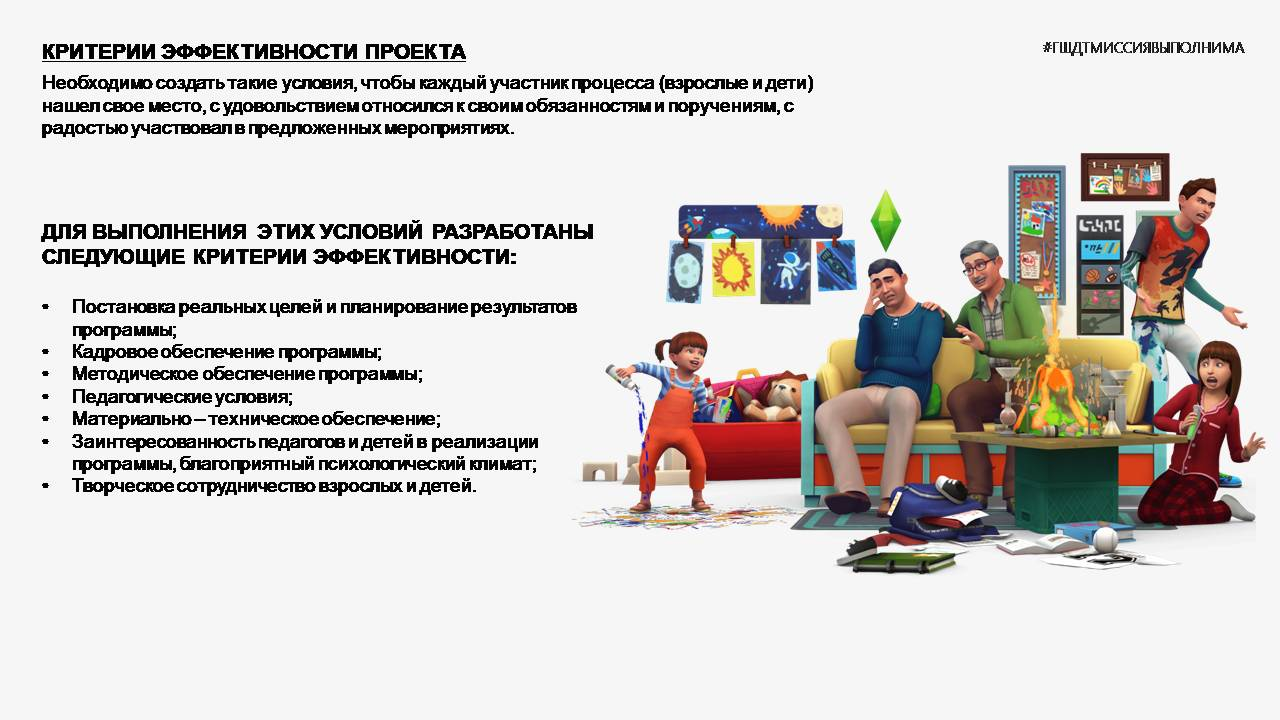 КРИТЕРИИ ЭФФЕКТИВНОСТИ ПРОЕКТА
#ГШДТМИССИЯВЫПОЛНИМА
Необходимо создать такие условия, чтобы каждый участник процесса (взрослые и дети)
нашел свое место, с удовольствием относился к своим обязанностям и поручениям, с
радостью участвовал в предложенных мероприятиях.
ДЛЯ ВЫПОЛНЕНИЯ ЭТИХ УСЛОВИЙ РАЗРАБОТАНЫ
СЛЕДУЮЩИЕ КРИТЕРИИ ЭФФЕКТИВНОСТИ:
• Постановка реальных целей и планирование результатов
программы;
• Кадровое обеспечение программы;
• Методическое обеспечение программы;
• Педагогические условия;
• Материально – техническое обеспечение;
• Заинтересованность педагогов и детей в реализации
программы, благоприятный психологический климат;
• Творческое сотрудничество взрослых и детей.